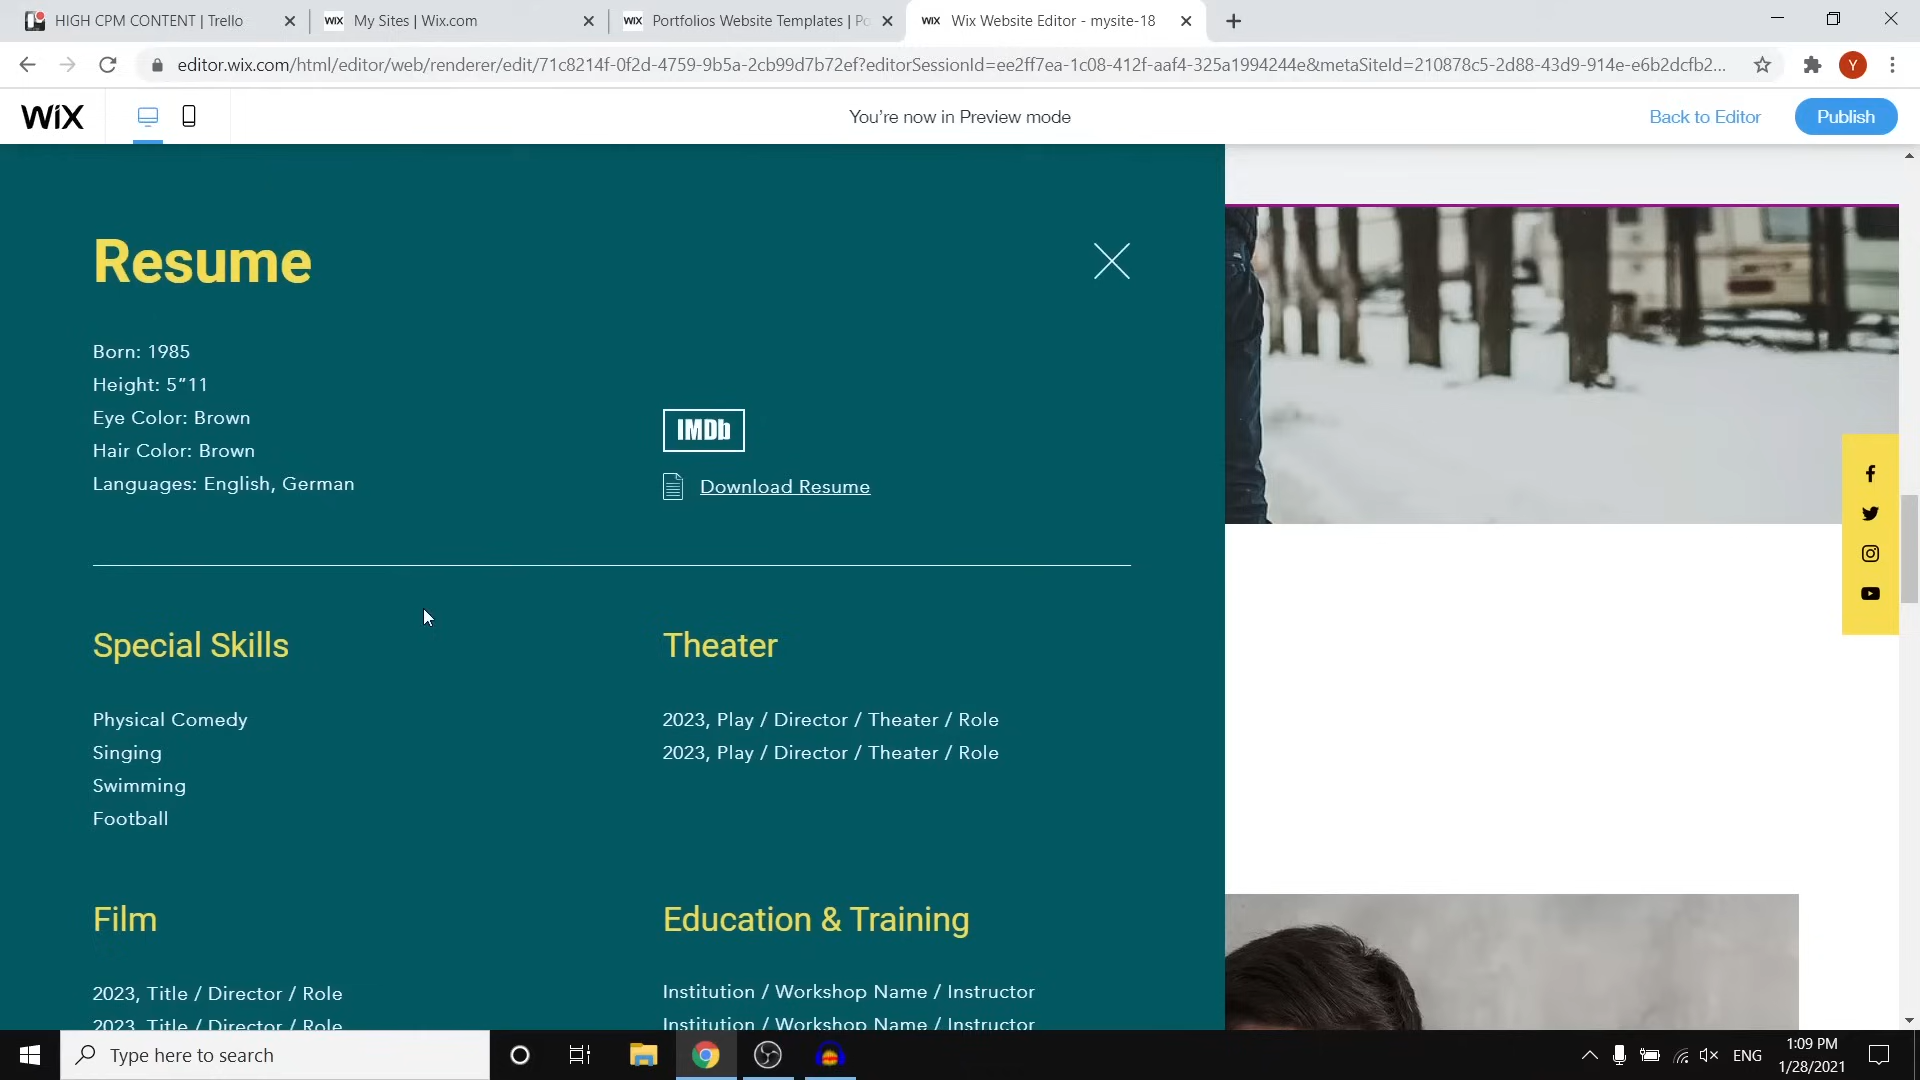 HIGH CPM CONTENT | Trello
WiX My Sites | Wix.com
WiX Portfolios Website Templates | Po
WiX Wix Website Editor - mysite-18
editor.wix.com/html/editor/web/renderer/edit/71c8214f-0f2d-4759-9b5a-2cb99d7b72ef?editorSessionId=ee2ff7ea-1c08-412f-aaf4-325a1994244e&metaSiteId=210878c5-2d88-43d9-914e-e6b2dcfb2...
Y
WiX
You're now in Preview mode
Back to Editor
Publish
Resume
Born: 1985
Height: 5”11
Eye Color: Brown
Hair Color: Brown
Languages: English, German
IMDb
Download Resume
Special Skills
Physical Comedy
Singing
Swimming
Football
Theater
2023, Play / Director / Theater / Role
2023, Play / Director / Theater / Role
Film
2023, Title / Director / Role
2023, Title / Director / Role
Education & Training
Institution / Workshop Name / Instructor
Institution / Workshop Name / Instructor
Type here to search
ENG
1:09 PM
1/28/2021